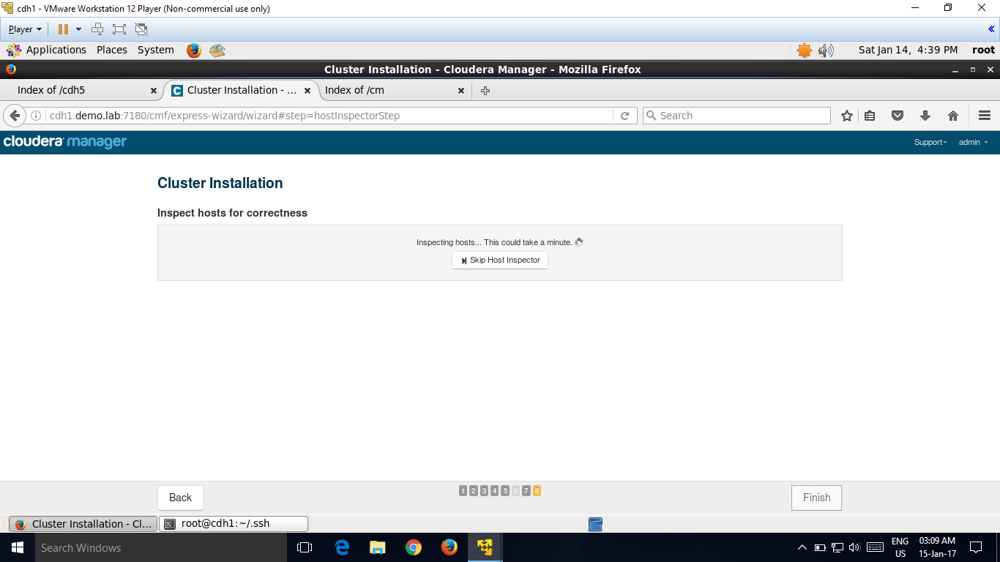 cdh1 - VMware Workstation 12 Player (Non-commercial use only)
Player
Applications Places System Sat Jan 14, 4:39 PM root
Cluster Installation - Cloudera Manager - Mozilla Firefox
Index of /cdh5 Cluster Installation - ... Index of /cm
cdh1.demo.lab:7180/cmf/express-wizard/wizard#step=hostInspectorStep Search
cloudera manager Support admin
Cluster Installation
Inspect hosts for correctness
Inspecting hosts... This could take a minute.
Skip Host Inspector
Back 1 2 3 4 5 6 7 8 Finish
Cluster Installation - Cl... root@cdh1:~/.ssh
Search Windows ENG 03:09 AM
US 15-Jan-17